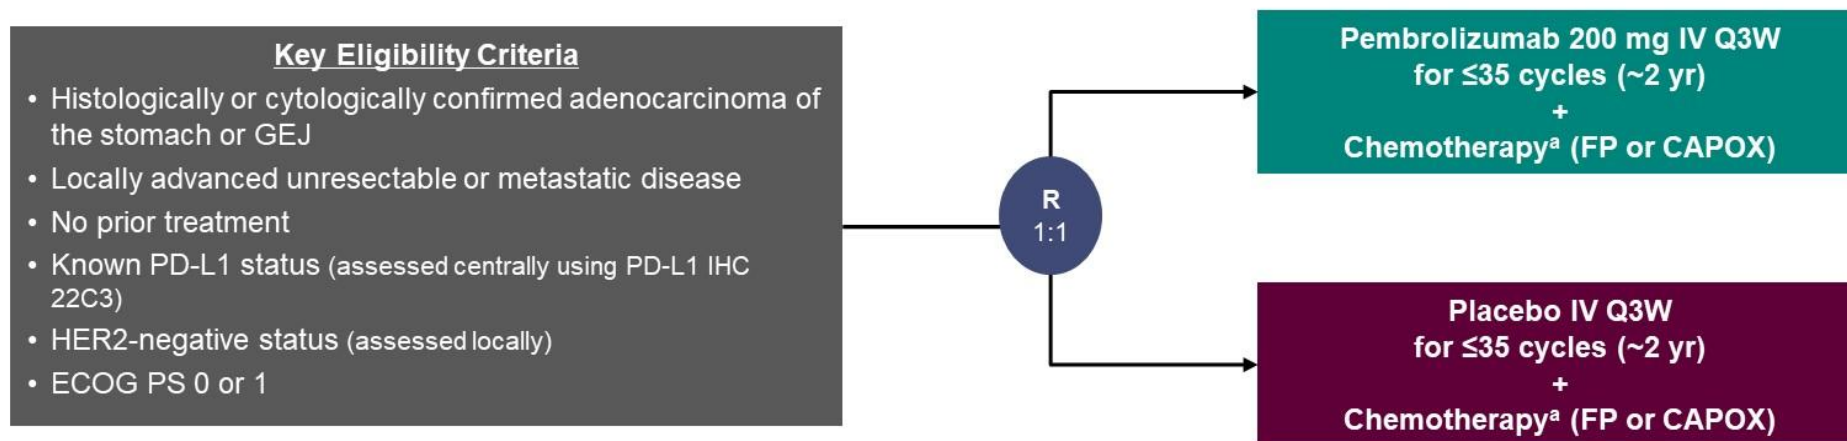 Key Eligibility Criteria
• Histologically or cytologically confirmed adenocarcinoma of
the stomach or GEJ
• Locally advanced unresectable or metastatic disease
• No prior treatment
• Known PD-L1 status (assessed centrally using PD-L1 IHC
22C3)
• HER2-negative status (assessed locally)
• ECOG PS 0 or 1
R
1:1
Pembrolizumab 200 mg IV Q3W
for ≤35 cycles (~2 yr)
+
Chemotherapyᵃ (FP or CAPOX)
Placebo IV Q3W
for ≤35 cycles (~2 yr)
+
Chemotherapyᵃ (FP or CAPOX)